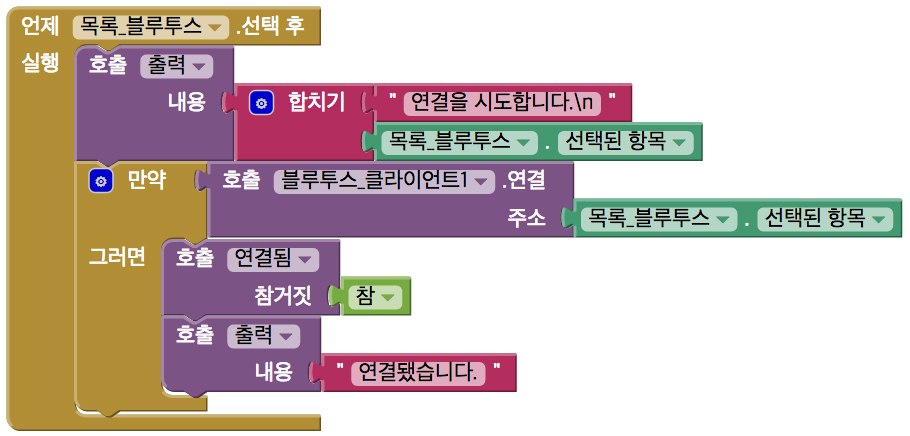 언제 목록_블루투스 .선택 후
실행 호출 출력
내용 합치기 " 연결을 시도합니다.\n "
목록_블루투스 . 선택된 항목
만약 호출 블루투스_클라이언트1 .연결
주소 목록_블루투스 . 선택된 항목
그러면 호출 연결됨
참거짓 참
호출 출력
내용 " 연결됐습니다. "